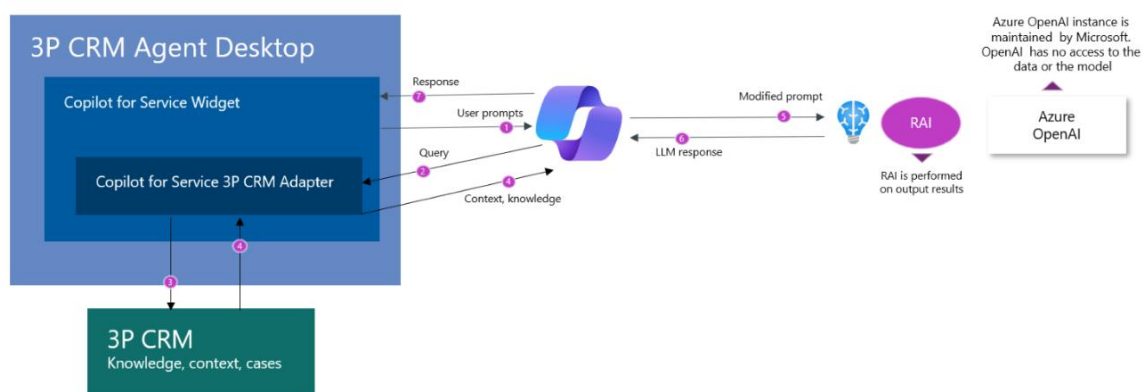 3P CRM Agent Desktop
Copilot for Service Widget
Copilot for Service 3P CRM Adapter
3P CRM
Knowledge, context, cases
Response
7
User prompts
1
Query
2
4
Context, knowledge
3
4
Modified prompt
5
6
LLM response
RAI
RAI is performed
on output results
Azure OpenAI instance is
maintained by Microsoft.
OpenAI has no access to the
data or the model
Azure
OpenAI